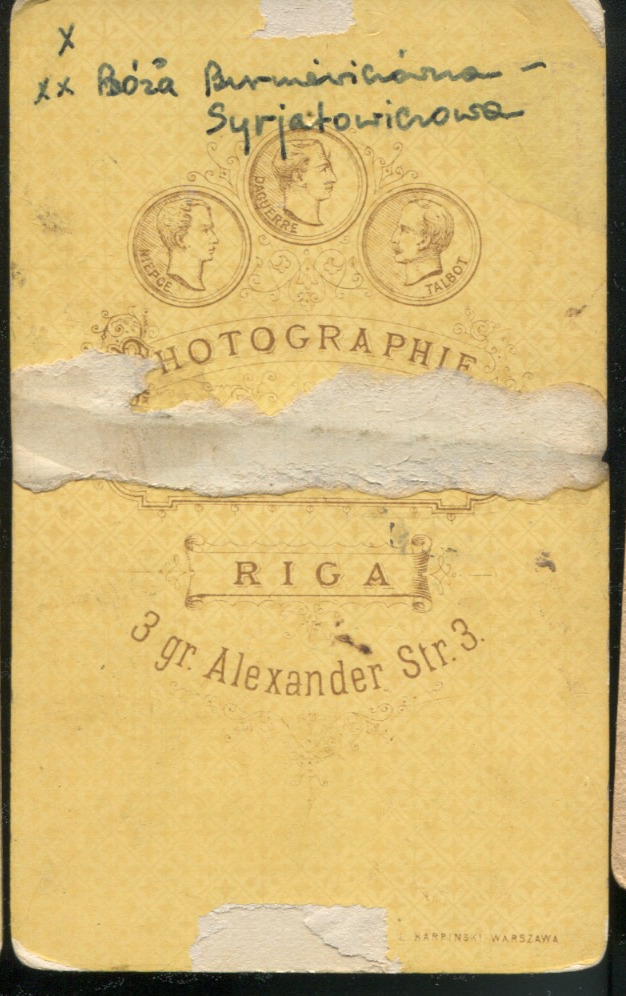 x
xx Róża Burniewiczówna –
Syrjatowiczowa
DAGUERRE
NIEPCE
TALBOT
PHOTOGRAPHIE
RIGA
3 gr. Alexander Str. 3.
KARPINSKI WARSZAWA